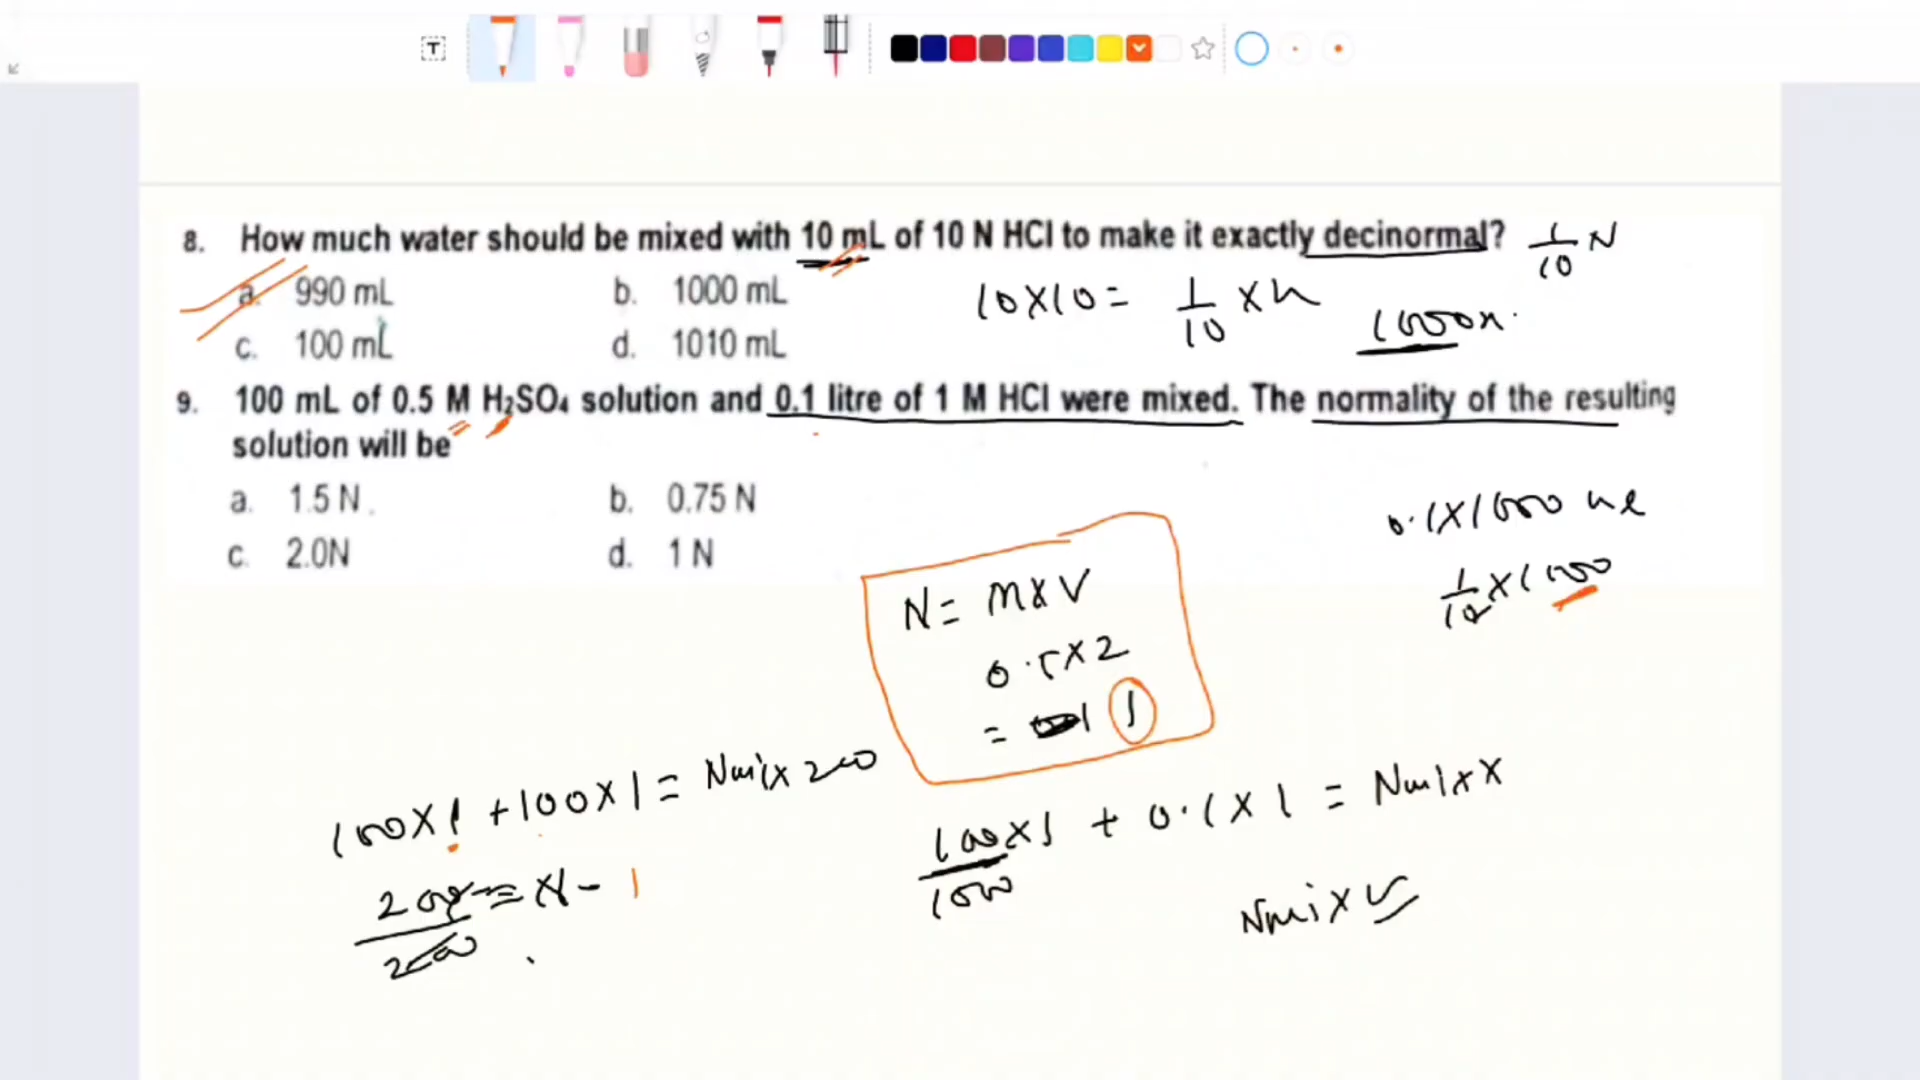 T
8. How much water should be mixed with 10 mL of 10 N HCl to make it exactly decinormal? 1/10 N
a. 990 mL b. 1000 mL 10 x 10 = 1/10 x
c. 100 mL d. 1010 mL 1000
9. 100 mL of 0.5 M H₂SO₄ solution and 0.1 litre of 1 M HCl were mixed. The normality of the resulting
solution will be
a. 1.5 N b. 0.75 N 0.1 x 1000
c. 2.0N d. 1 N 1/10 x 1000
N = M x V
0.5 x 2
= 1
100 x 1 + 100 x 1 = Nmix 200
200/200 = N - 1
100 x 1/1000 + 0.1 x 1 = Nmix x
Nmix V